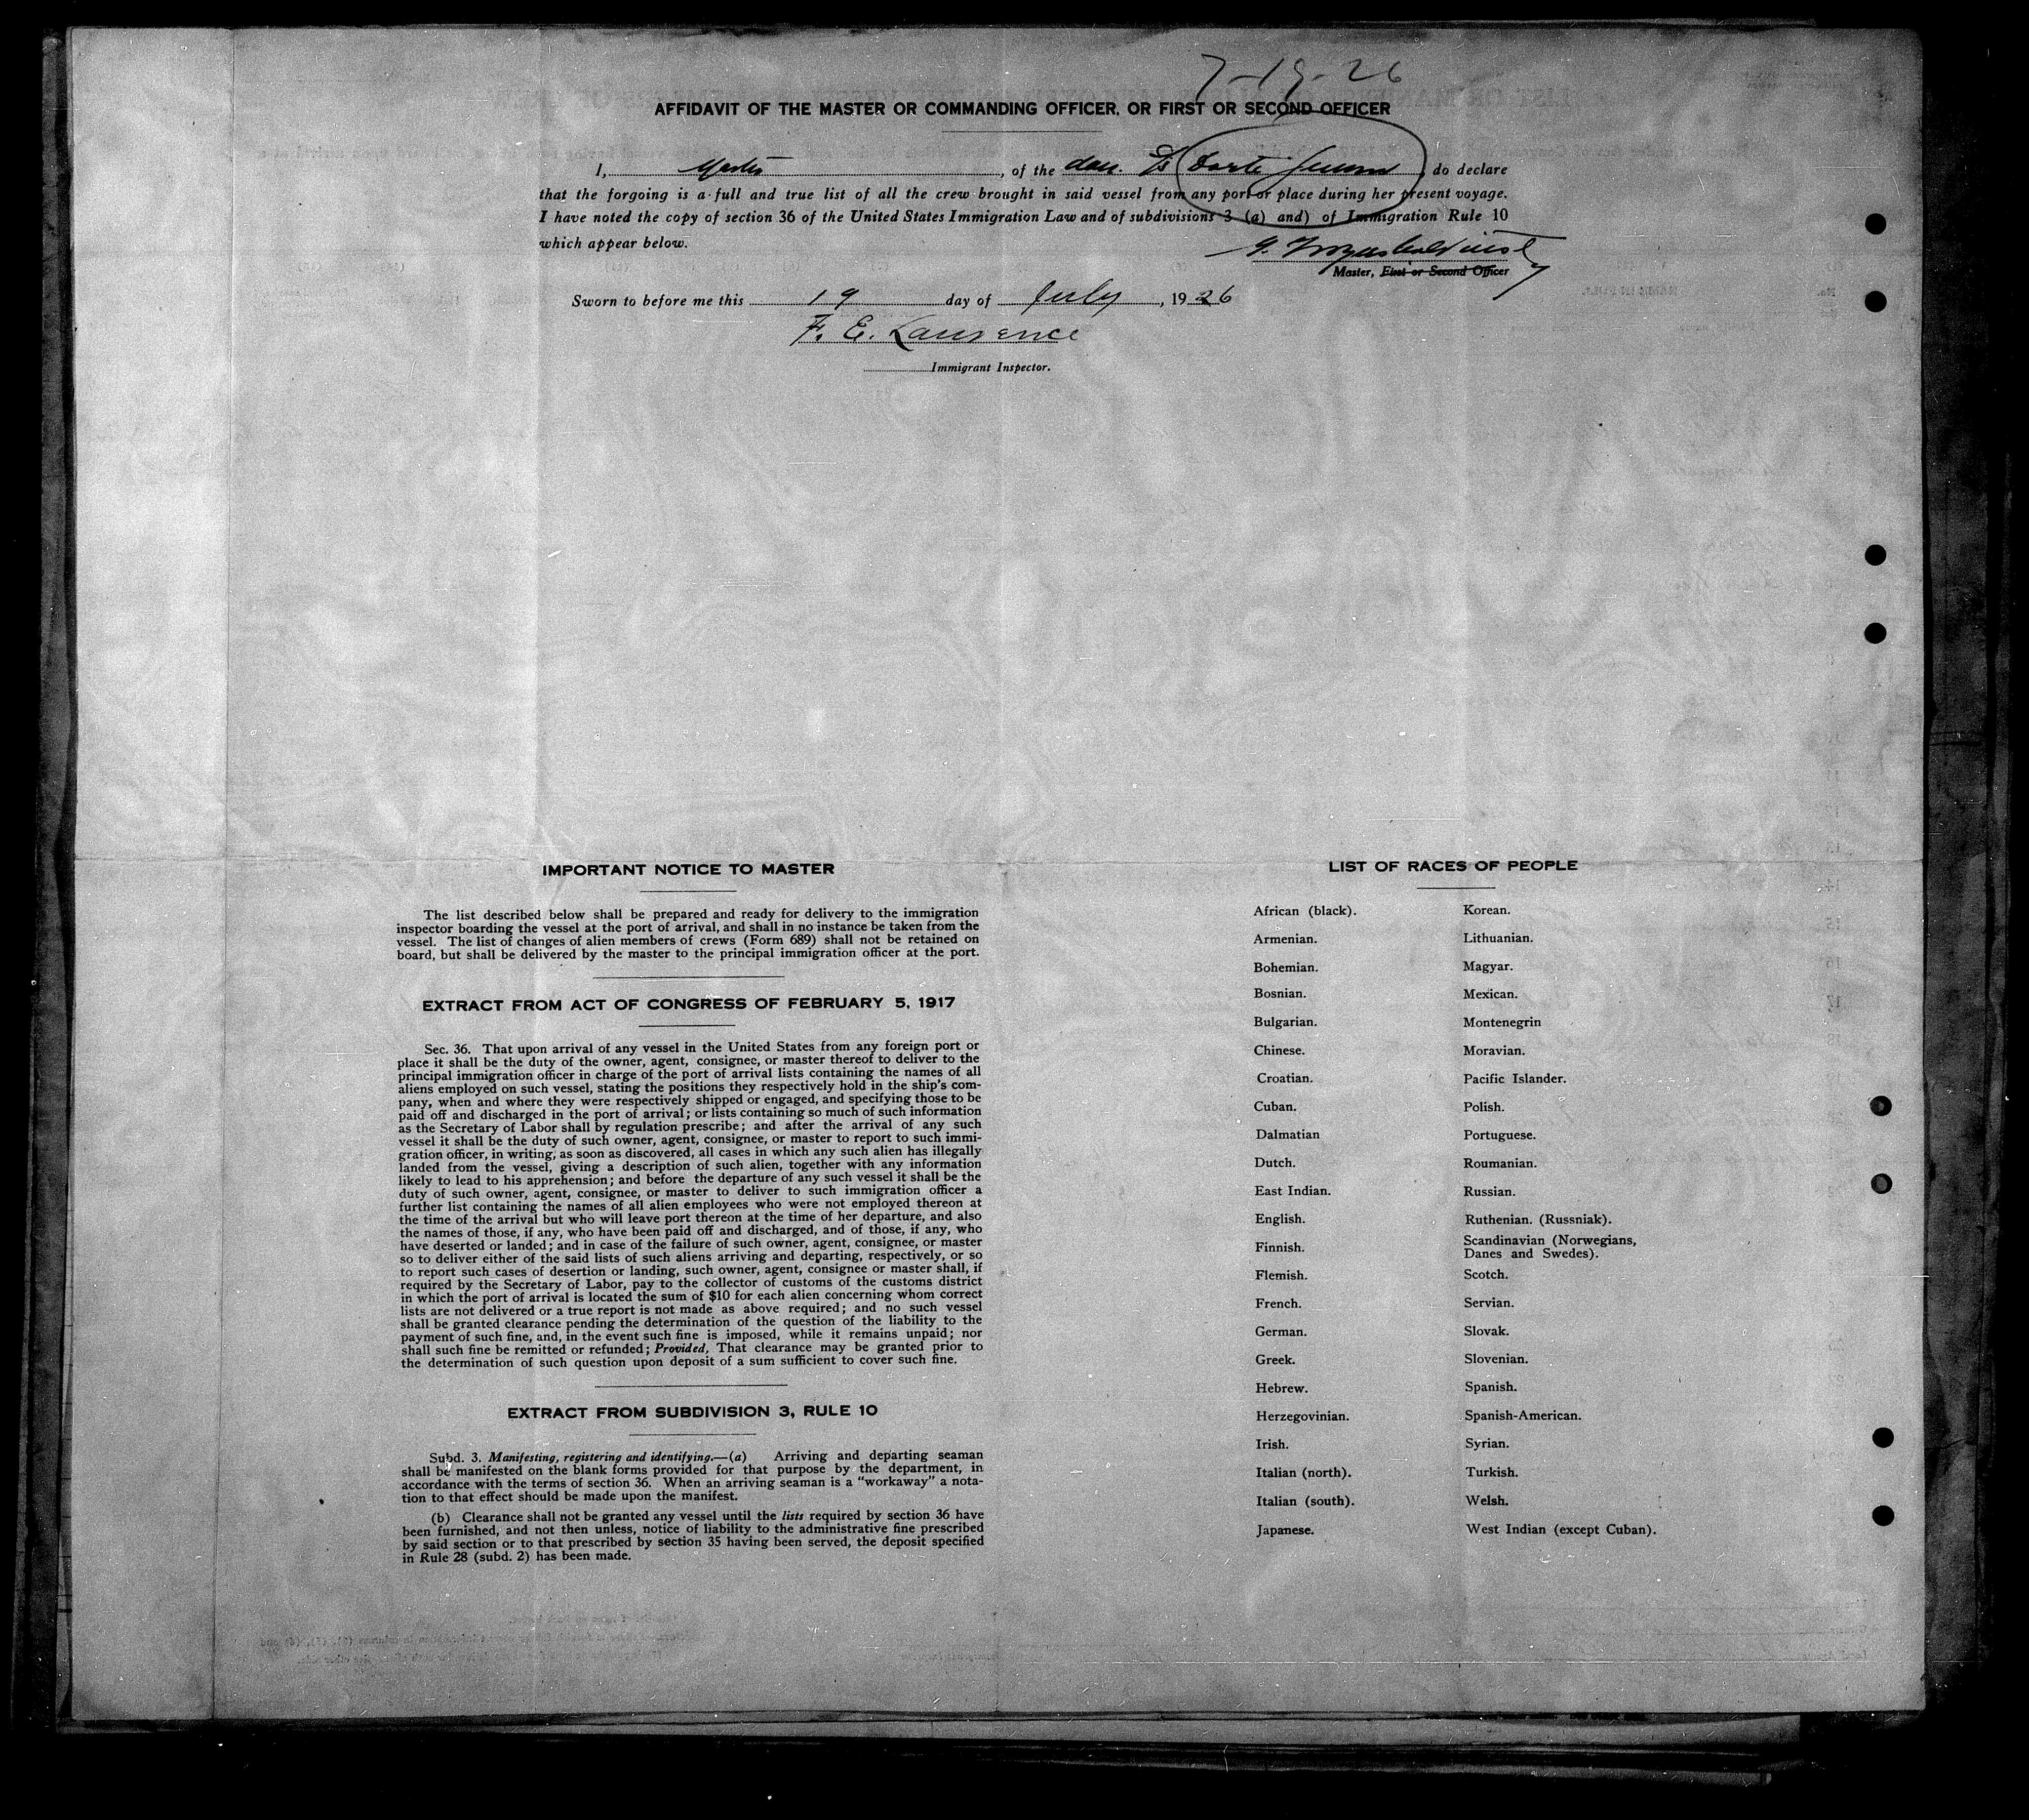 7-19-26
AFFIDAVIT OF THE MASTER OR COMMANDING OFFICER, OR FIRST OR SECOND OFFICER
I, Master, of the dan. SS Dorte Jensen, do declare
that the forgoing is a full and true list of all the crew brought in said vessel from any port or place during her present voyage.
I have noted the copy of section 36 of the United States Immigration Law and of subdivisions 3 (a) and) of Immigration Rule 10
which appear below.
Master, First or Second Officer
Sworn to before me this 19 day of July, 1926
F. E. Lawrence
Immigrant Inspector.
IMPORTANT NOTICE TO MASTER
The list described below shall be prepared and ready for delivery to the immigration
inspector boarding the vessel at the port of arrival, and shall in no instance be taken from the
vessel. The list of changes of alien members of crews (Form 689) shall not be retained on
board, but shall be delivered by the master to the principal immigration officer at the port.
EXTRACT FROM ACT OF CONGRESS OF FEBRUARY 5, 1917
Sec. 36. That upon arrival of any vessel in the United States from any foreign port or
place it shall be the duty of the owner, agent, consignee, or master thereof to deliver to the
principal immigration officer in charge of the port of arrival lists containing the names of all
aliens employed on such vessel, stating the positions they respectively hold in the ship's com-
pany, when and where they were respectively shipped or engaged, and specifying those to be
paid off and discharged in the port of arrival; or lists containing so much of such information
as the Secretary of Labor shall by regulation prescribe; and after the arrival of any such
vessel it shall be the duty of such owner, agent, consignee, or master to report to such immi-
gration officer, in writing, as soon as discovered, all cases in which any such alien has illegally
landed from the vessel, giving a description of such alien, together with any information
likely to lead to his apprehension; and before the departure of any such vessel it shall be the
duty of such owner, agent, consignee, or master to deliver to such immigration officer a
further list containing the names of all alien employees who were not employed thereon at
the time of the arrival but who will leave port thereon at the time of her departure, and also
the names of those, if any, who have been paid off and discharged, and of those, if any, who
have deserted or landed; and in case of the failure of such owner, agent, consignee, or master
so to deliver either of the said lists of such aliens arriving and departing, respectively, or so
to report such cases of desertion or landing, such owner, agent, consignee or master shall, if
required by the Secretary of Labor, pay to the collector of customs of the customs district
in which the port of arrival is located the sum of $10 for each alien concerning whom correct
lists are not delivered or a true report is not made as above required; and no such vessel
shall be granted clearance pending the determination of the question of the liability to the
payment of such fine, and, in the event such fine is imposed, while it remains unpaid; nor
shall such fine be remitted or refunded; Provided, That clearance may be granted prior to
the determination of such question upon deposit of a sum sufficient to cover such fine.
EXTRACT FROM SUBDIVISION 3, RULE 10
Subd. 3. Manifesting, registering and identifying.—(a) Arriving and departing seaman
shall be manifested on the blank forms provided for that purpose by the department, in
accordance with the terms of section 36. When an arriving seaman is a "workaway" a nota-
tion to that effect should be made upon the manifest.
(b) Clearance shall not be granted any vessel until the lists required by section 36 have
been furnished, and not then unless, notice of liability to the administrative fine prescribed
by said section or to that prescribed by section 35 having been served, the deposit specified
in Rule 28 (subd. 2) has been made.
LIST OF RACES OF PEOPLE
African (black).
Armenian.
Bohemian.
Bosnian.
Bulgarian.
Chinese.
Croatian.
Cuban.
Dalmatian
Dutch.
East Indian.
English.
Finnish.
Flemish.
French.
German.
Greek.
Hebrew.
Herzegovinian.
Irish.
Italian (north).
Italian (south).
Japanese.
Korean.
Lithuanian.
Magyar.
Mexican.
Montenegrin
Moravian.
Pacific Islander.
Polish.
Portuguese.
Roumanian.
Russian.
Ruthenian. (Russniak).
Scandinavian (Norwegians,
Danes and Swedes).
Scotch.
Servian.
Slovak.
Slovenian.
Spanish.
Spanish-American.
Syrian.
Turkish.
Welsh.
West Indian (except Cuban).